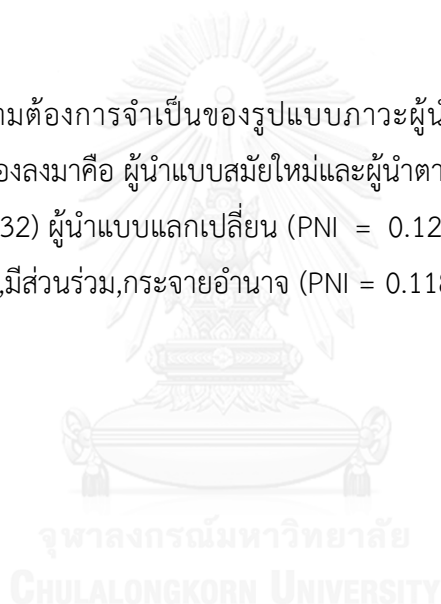 ามต้องการจำเป็นของรูปแบบภาวะผู้น
องลงมาคือ ผู้นำแบบสมัยใหม่และผู้นำตา
32) ผู้นำแบบแลกเปลี่ยน (PNI = 0.12
,มีส่วนร่วม,กระจายอำนาจ (PNI = 0.118
จุฬาลงกรณ์มหาวิทยาลัย
CHULALONGKORN UNIVERSITY